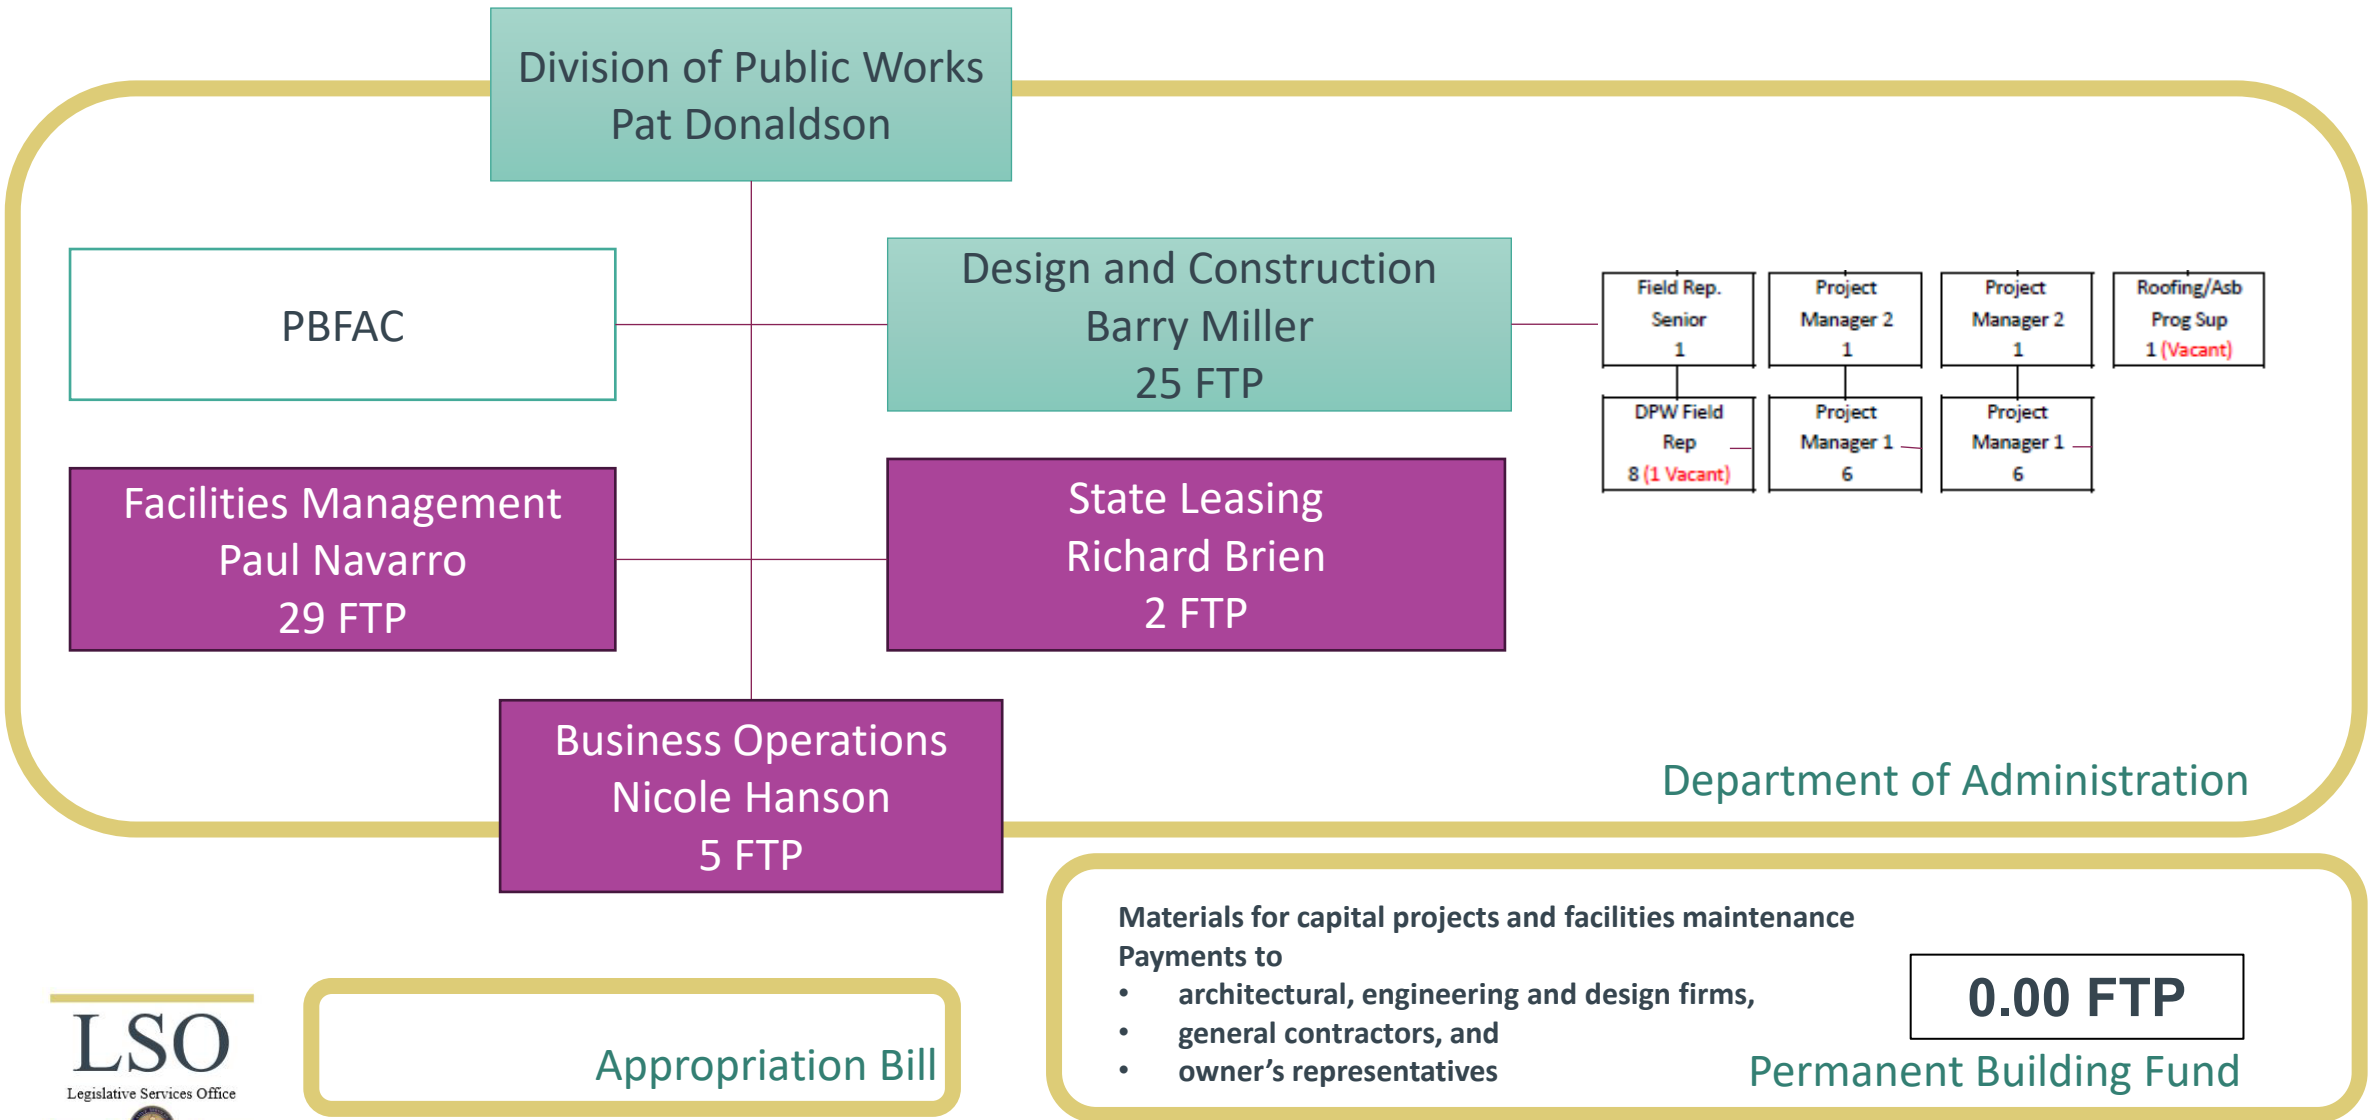 Division of Public Works
Pat Donaldson
PBFAC
Design and Construction
Barry Miller
25 FTP
Field Rep.
Senior
1
Project
Manager 2
1
Project
Manager 2
1
Roofing/Asb
Prog Sup
1 (Vacant)
DPW Field
Rep
8 (1 Vacant)
Project
Manager 1
6
Project
Manager 1
6
Facilities Management
Paul Navarro
29 FTP
State Leasing
Richard Brien
2 FTP
Business Operations
Nicole Hanson
5 FTP
Department of Administration
Materials for capital projects and facilities maintenance
Payments to
• architectural, engineering and design firms,
• general contractors, and
• owner's representatives
0.00 FTP
Permanent Building Fund
LSO
Legislative Services Office
Appropriation Bill